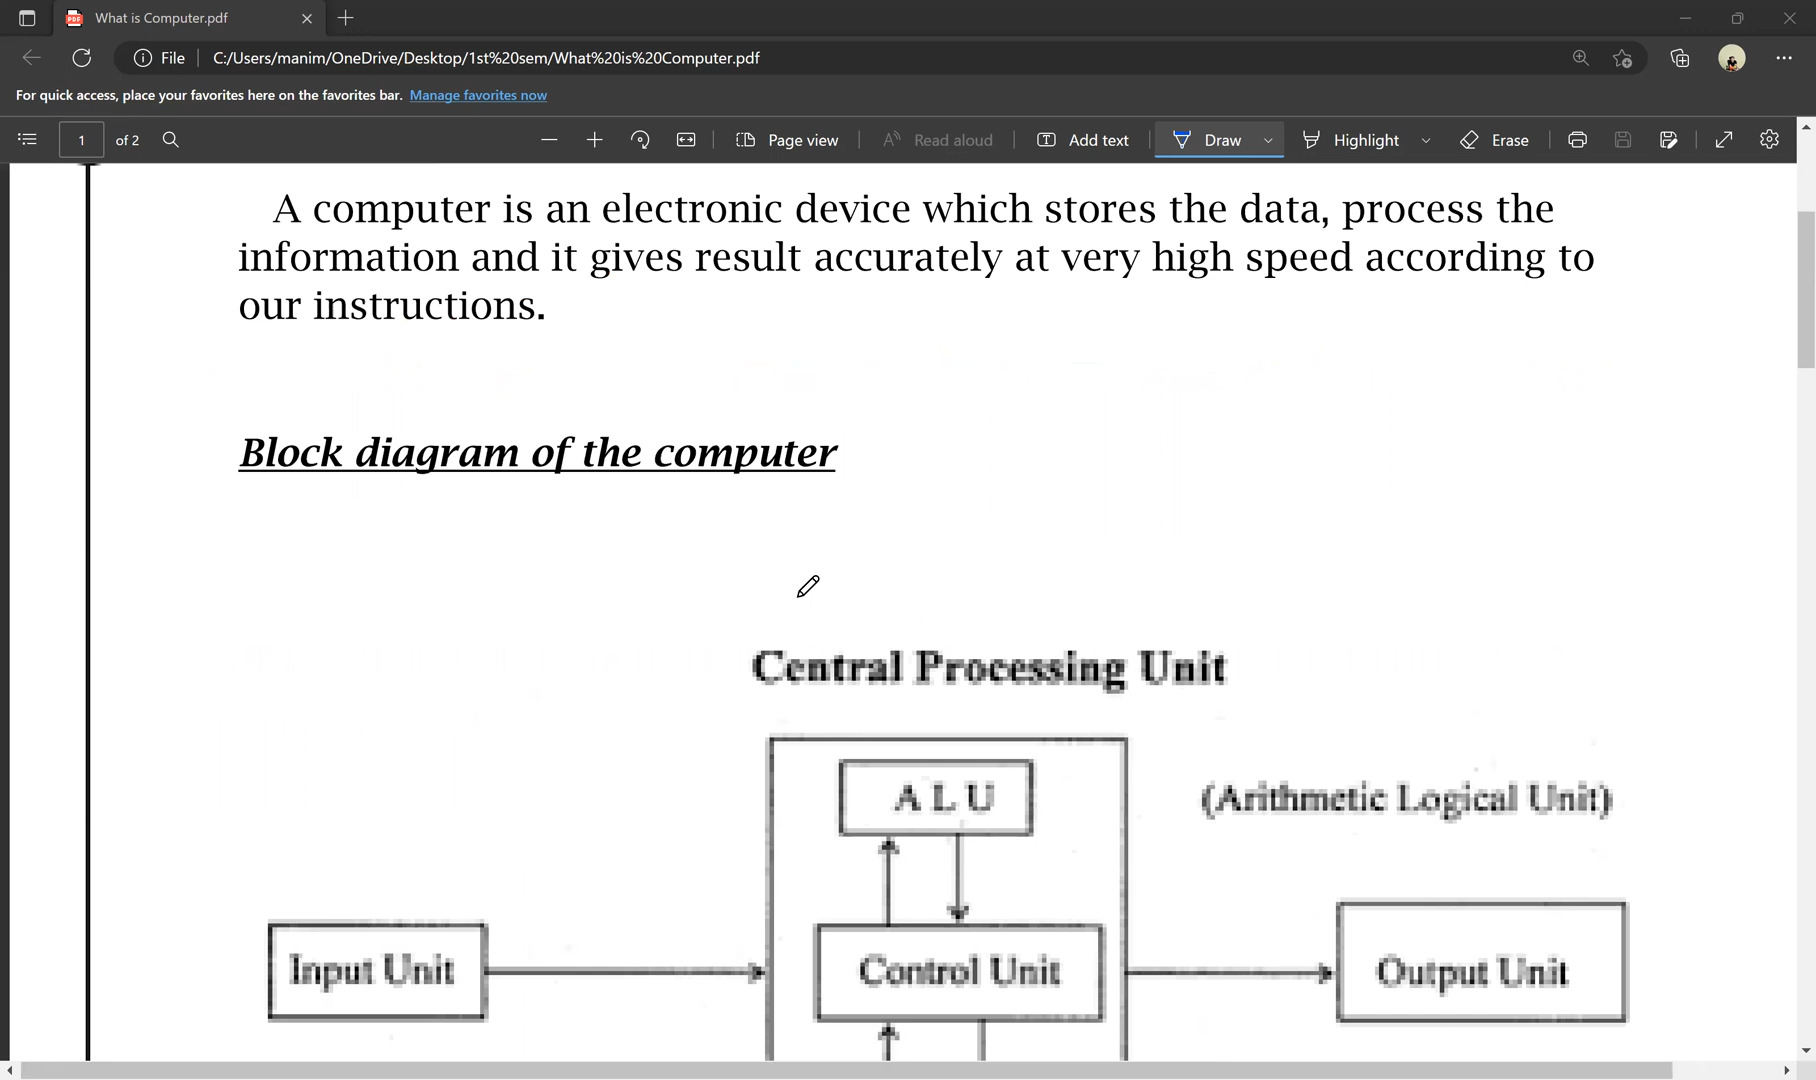 What is Computer.pdf
File C:/Users/manim/OneDrive/Desktop/1st%20sem/What%20is%20Computer.pdf
For quick access, place your favorites here on the favorites bar. Manage favorites now
1 of 2 Page view Read aloud Add text Draw Highlight Erase
A computer is an electronic device which stores the data, process the
information and it gives result accurately at very high speed according to
our instructions.
Block diagram of the computer
Central Processing Unit
A L U (Arithmetic Logical Unit)
Input Unit Control Unit Output Unit